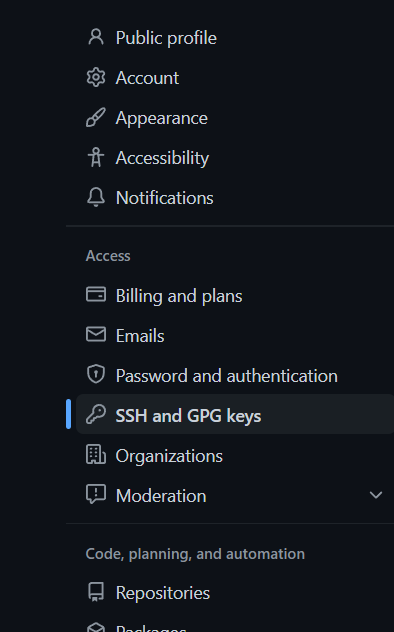 Public profile
Account
Appearance
Accessibility
Notifications
Access
Billing and plans
Emails
Password and authentication
SSH and GPG keys
Organizations
Moderation
Code, planning, and automation
Repositories
Packages